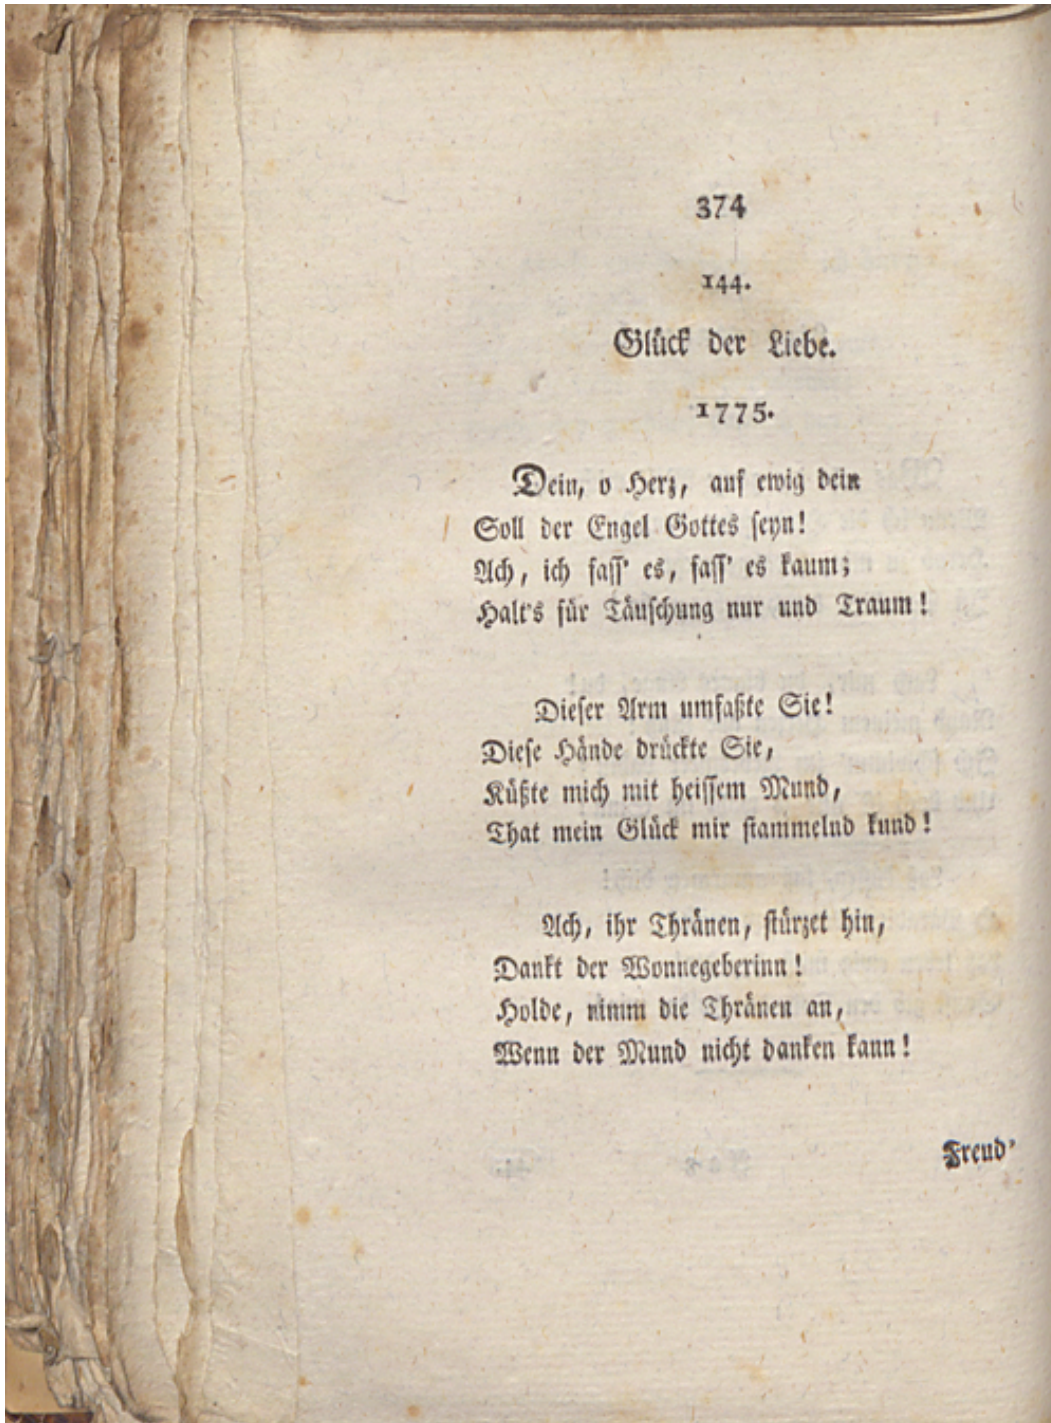 374
144.
Glück der Liebe.
1775.
Dein, o Herz, auf ewig dein
Soll der Engel Gottes seyn!
Ach, ich fass' es, fass' es kaum;
Halt's für Täuschung nur und Traum!
Dieser Arm umfaßte Sie!
Diese Hände drückte Sie,
Küßte mich mit heissem Mund,
That mein Glück mir stammelnd kund!
Ach, ihr Thränen, stürzet hin,
Dankt der Wonnegeberinn!
Holde, nimm die Thränen an,
Wenn der Mund nicht danken kann!
Freud'